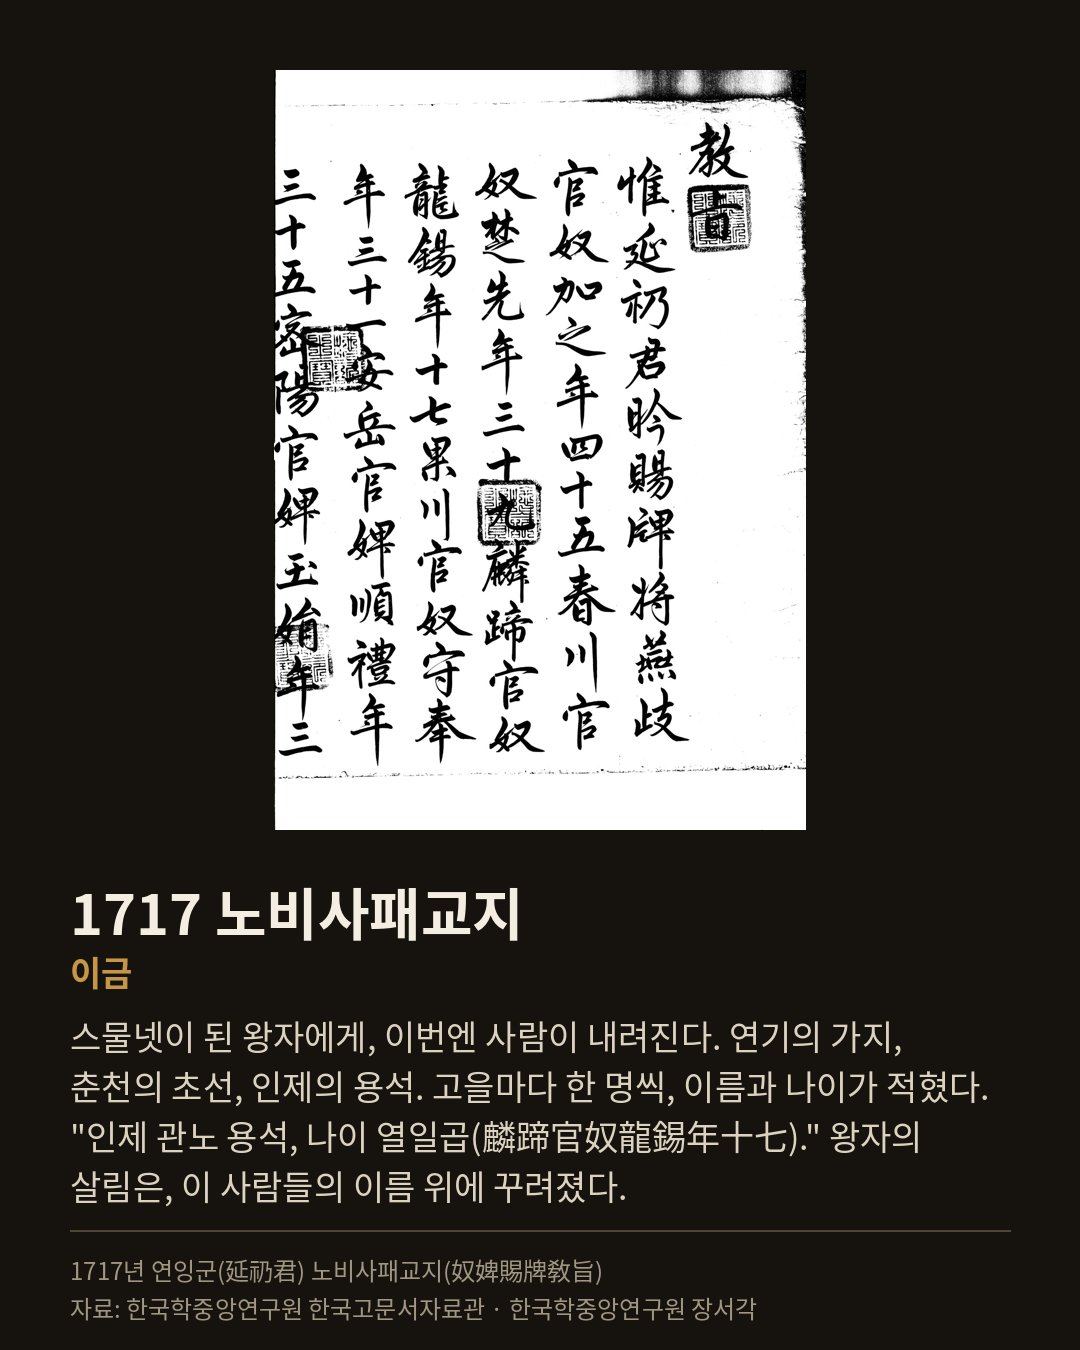 教旨
惟延礽君昑賜牌将燕歧
官奴加之年四十五春川官
奴楚先年三十九麟蹄官奴
龍錫年十七果川官奴守奉
年三十一安岳官婢順禮年
三十五密陽官婢玉娟年三
1717 노비사패교지
이금
스물넷이 된 왕자에게, 이번엔 사람이 내려진다. 연기의 가지,
춘천의 초선, 인제의 용석. 고을마다 한 명씩, 이름과 나이가 적혔다.
"인제 관노 용석, 나이 열일곱(麟蹄官奴龍錫年十七)." 왕자의
살림은, 이 사람들의 이름 위에 꾸려졌다.
1717년 연잉군(延礽君) 노비사패교지(奴婢賜牌敎旨)
자료: 한국학중앙연구원 한국고문서자료관 · 한국학중앙연구원 장서각